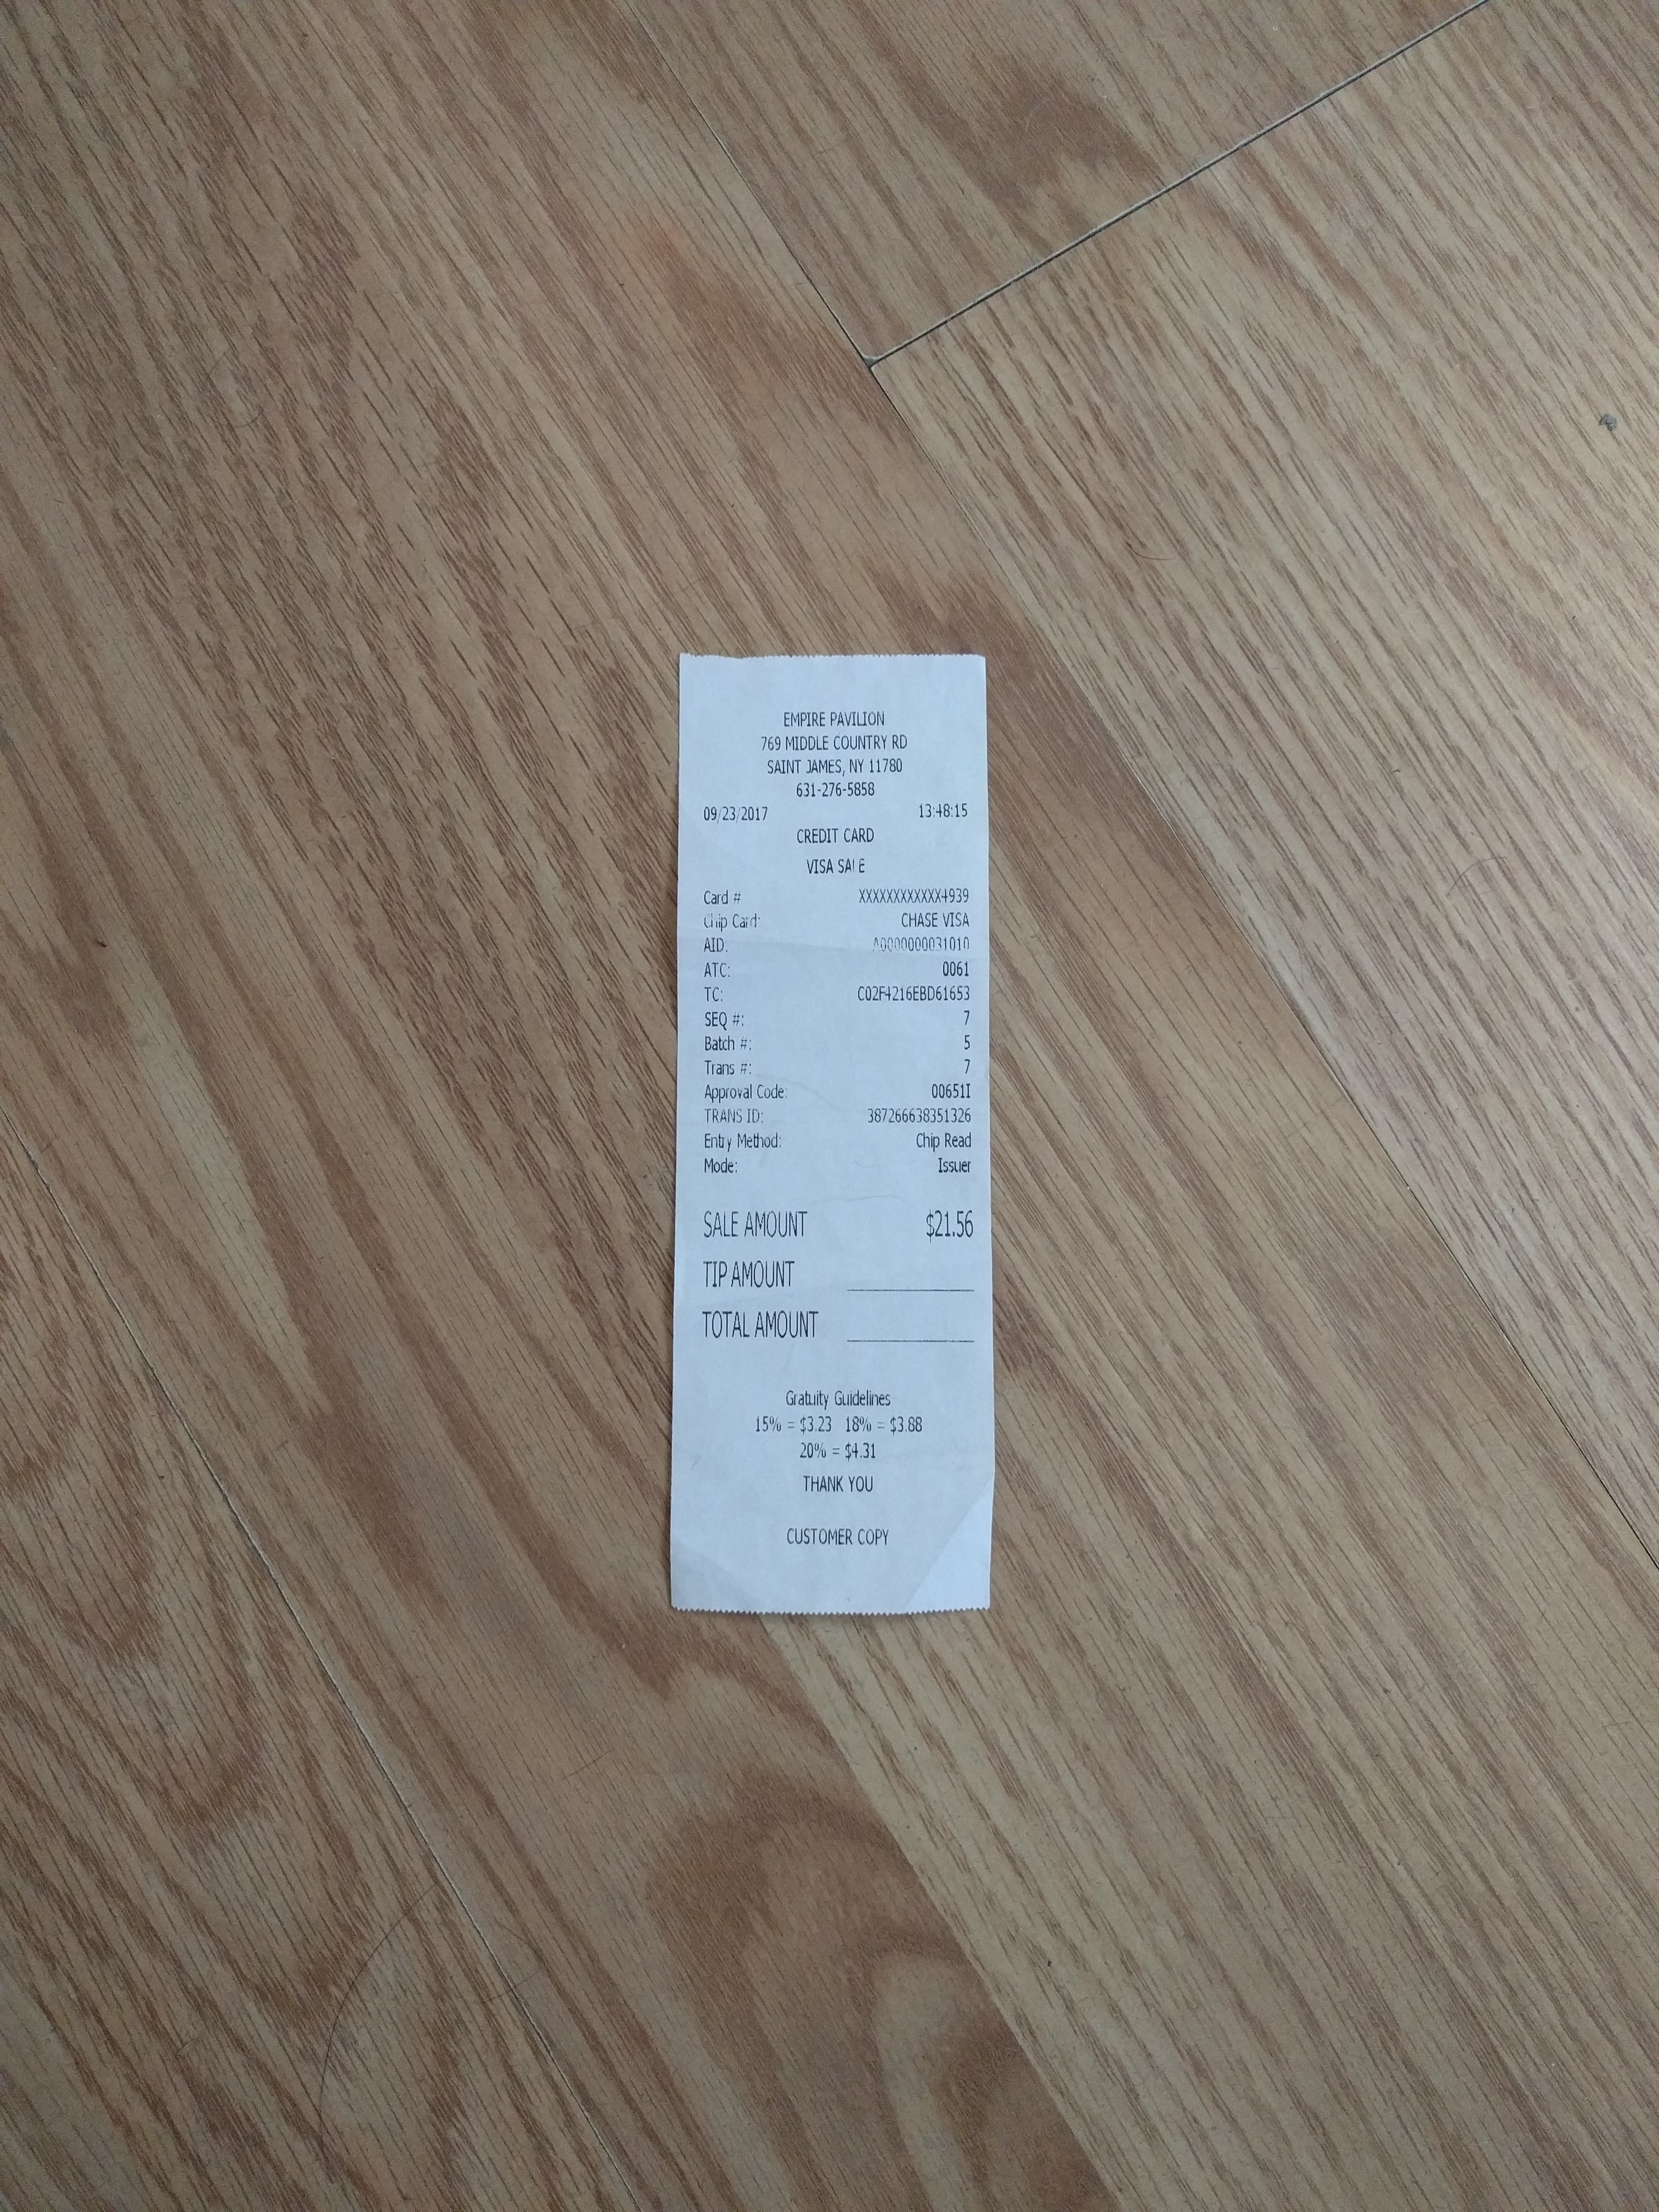 EMPIRE PAVILION
769 MIDDLE COUNTRY RD
SAINT JAMES, NY 11780
631-276-5858
09/23/2017 13:48:15
CREDIT CARD
VISA SALE
Card # XXXXXXXXXXXX4939
Chip Card: CHASE VISA
AID: A0000000031010
ATC: 0061
TC: C02F4216EBD61653
SEQ #: 7
Batch #: 5
Trans #: 7
Approval Code: 00651I
TRANS ID: 387266638351326
Entry Method: Chip Read
Mode: Issuer
SALE AMOUNT $21.56
TIP AMOUNT
TOTAL AMOUNT
Gratuity Guidelines
15% = $3.23 18% = $3.88
20% = $4.31
THANK YOU
CUSTOMER COPY